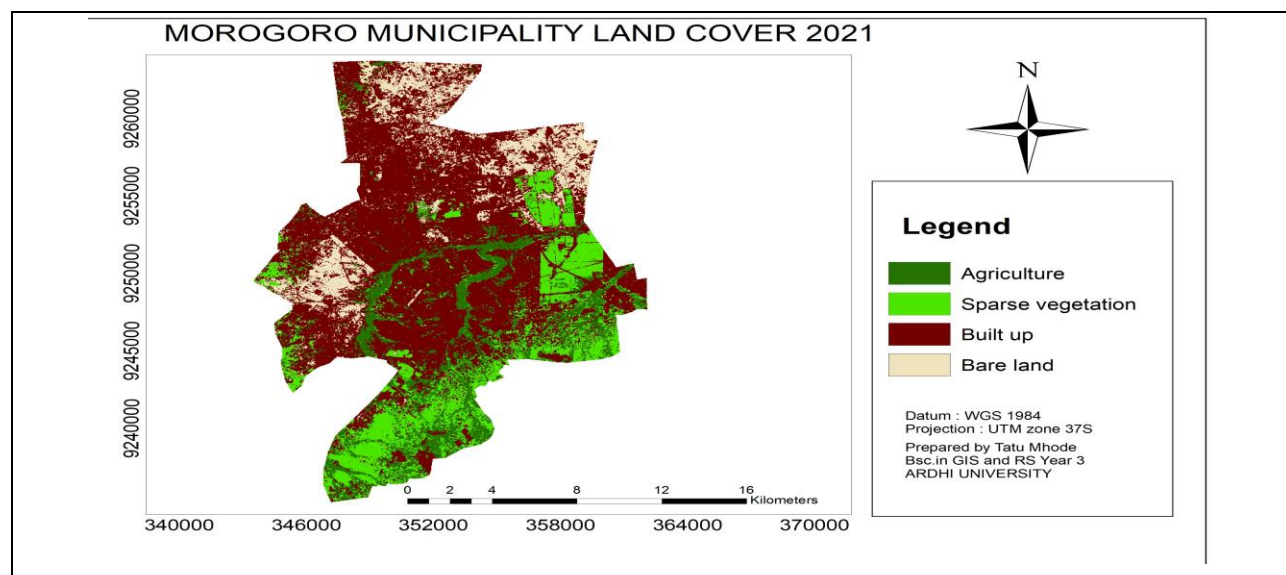 MOROGORO MUNICIPALITY LAND COVER 2021
N
9260000
9255000
9250000
9245000
9240000
340000 346000 352000 358000 364000 370000
0 2 4 8 12 16
Kilometers
Legend
Agriculture
Sparse vegetation
Built up
Bare land
Datum : WGS 1984
Projection : UTM zone 37S
Prepared by Tatu Mhode
Bsc.in GIS and RS Year 3
ARDHI UNIVERSITY